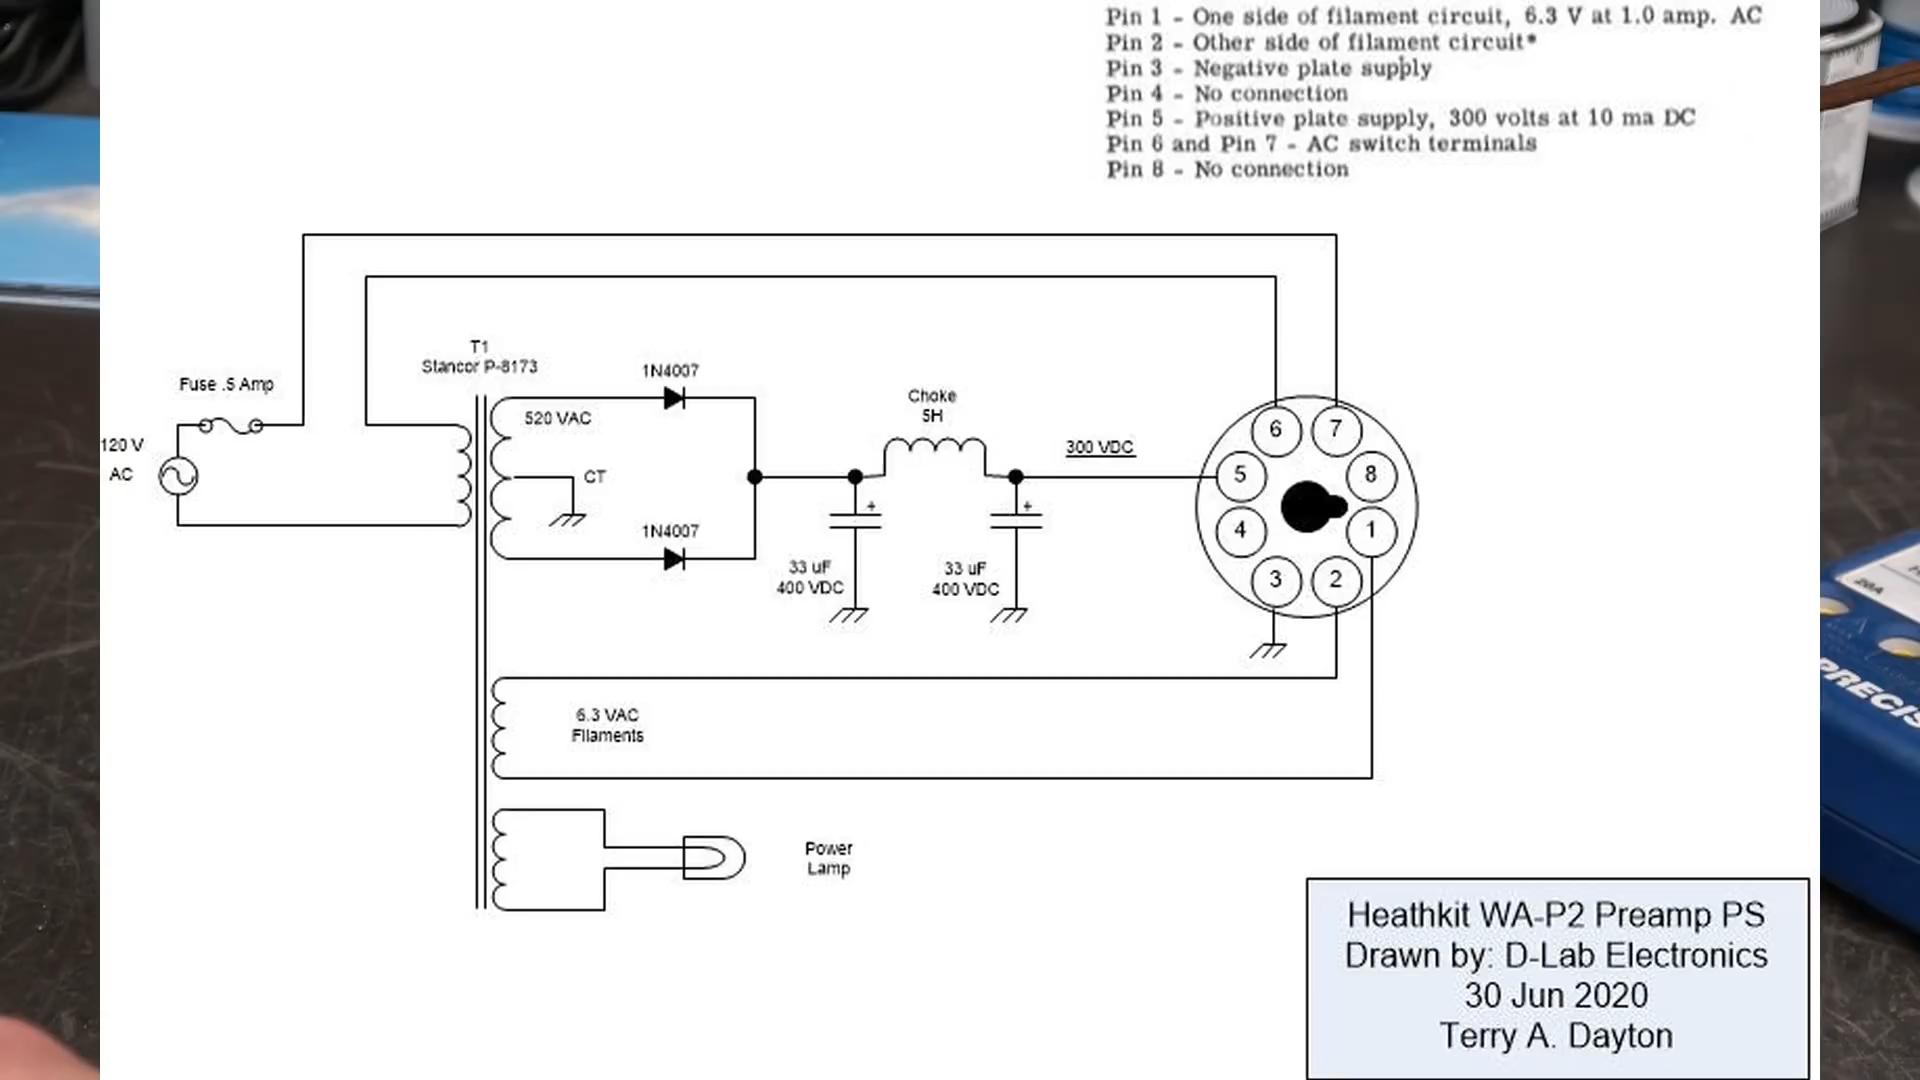 Pin 1 - One side of filament circuit, 6.3 V at 1.0 amp. AC
Pin 2 - Other side of filament circuit*
Pin 3 - Negative plate supply
Pin 4 - No connection
Pin 5 - Positive plate supply, 300 volts at 10 ma DC
Pin 6 and Pin 7 - AC switch terminals
Pin 8 - No connection
T1
Stancor P-8173
Fuse .5 Amp
120 V
AC
520 VAC
CT
1N4007
1N4007
Choke
5H
300 VDC
+
+
33 uF
400 VDC
33 uF
400 VDC
6
7
5
8
4
1
3
2
6.3 VAC
Filaments
Power
Lamp
Heathkit WA-P2 Preamp PS
Drawn by: D-Lab Electronics
30 Jun 2020
Terry A. Dayton
20A